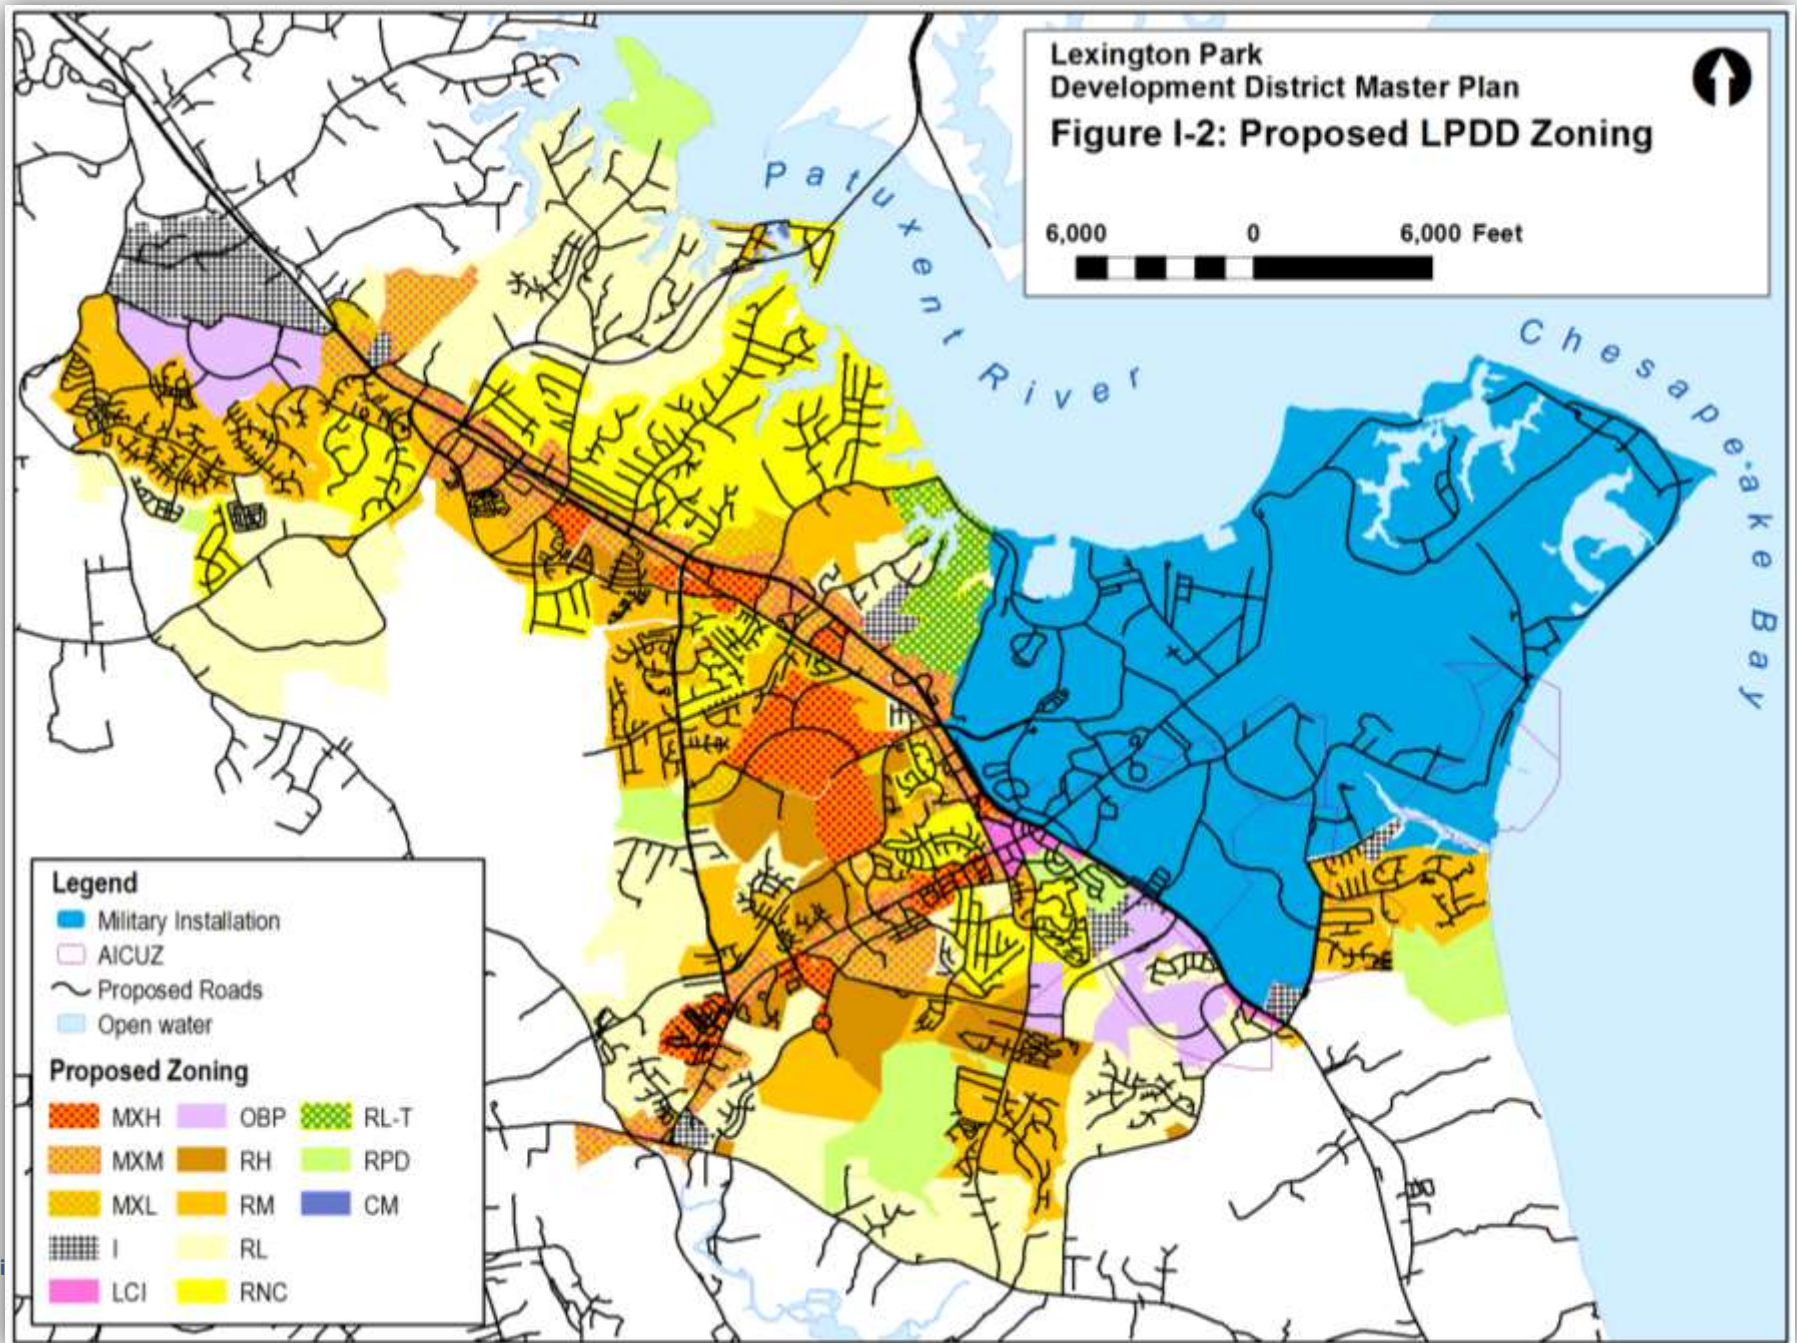 Lexington Park
Development District Master Plan
Figure I-2: Proposed LPDD Zoning
6,000 0 6,000 Feet
Patuxent
River
Chesape-ake Bay
Legend
Military Installation
AICUZ
Proposed Roads
Open water
Proposed Zoning
MXH OBP RL-T
MXM RH RPD
MXL RM CM
I RL
LCI RNC
i